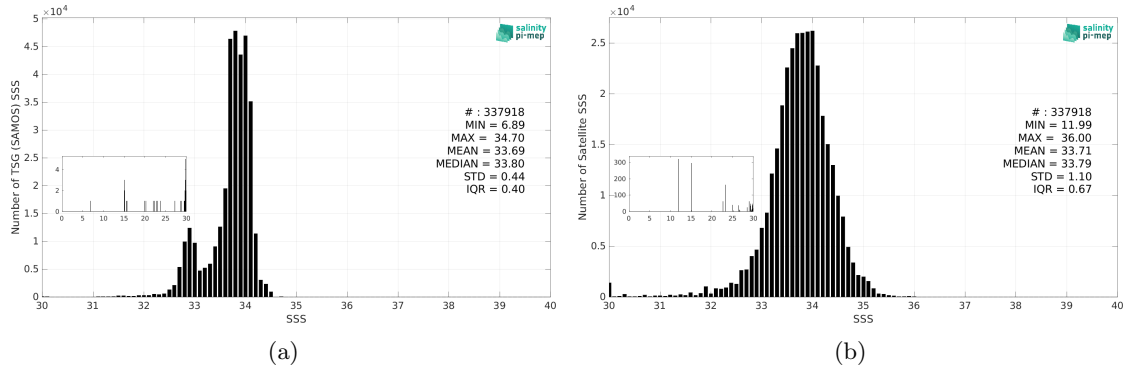 ×10⁴
5
4.5
4
3.5
3
2.5
2
1.5
1
0.5
0
Number of TSG (SAMOS) SSS
salinity
pi-mep
# : 337918
MIN = 6.89
MAX = 34.70
MEAN = 33.69
MEDIAN = 33.80
STD = 0.44
IQR = 0.40
4
2
0
0 5 10 15 20 25 30
30 31 32 33 34 35 36 37 38 39 40
SSS
(a)
×10⁴
2.5
2
1.5
1
0.5
0
Number of Satellite SSS
salinity
pi-mep
# : 337918
MIN = 11.99
MAX = 36.00
MEAN = 33.71
MEDIAN = 33.79
STD = 1.10
IQR = 0.67
300
200
100
0
0 5 10 15 20 25 30
30 31 32 33 34 35 36 37 38 39 40
SSS
(b)